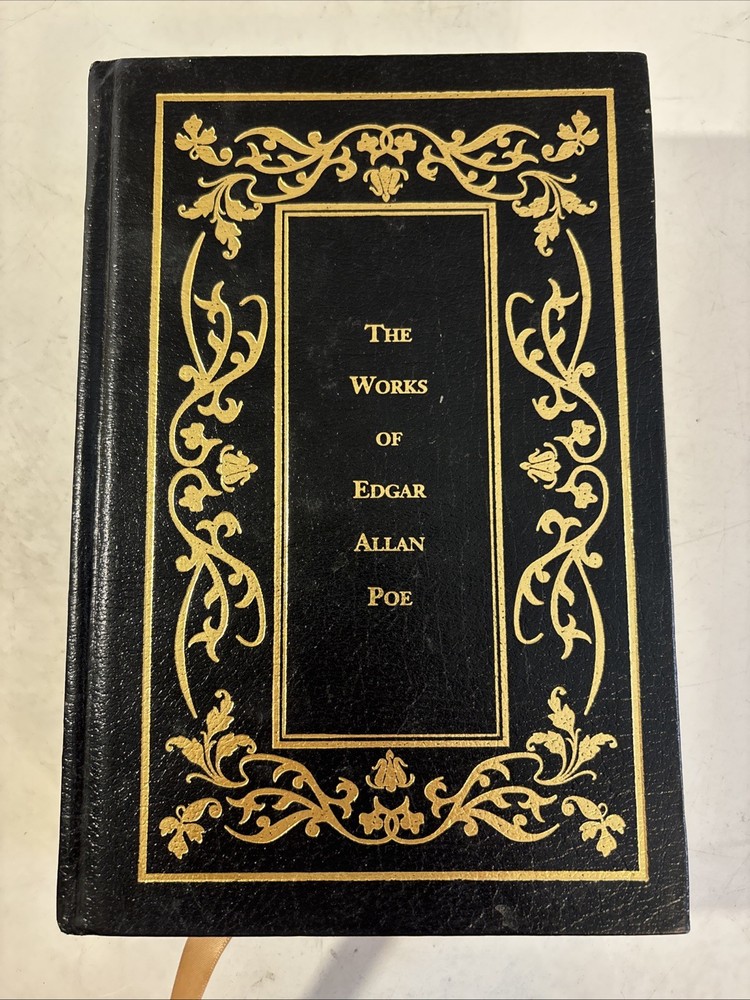 The
Works
of
Edgar
Allan
Poe